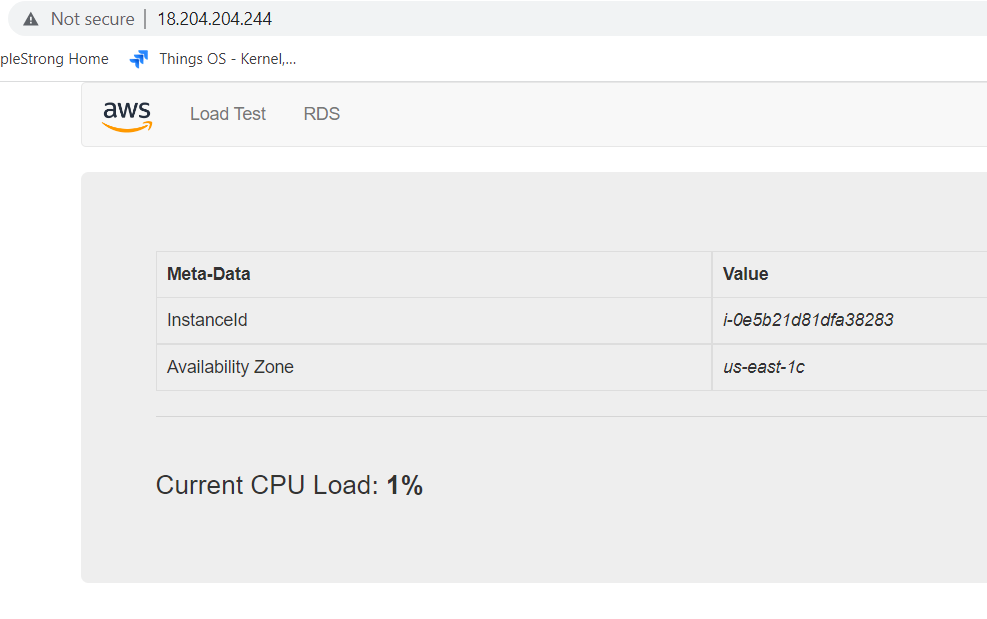 Not secure | 18.204.204.244
pleStrong Home Things OS - Kernel,...
aws Load Test RDS
Meta-Data Value
InstanceId i-0e5b21d81dfa38283
Availability Zone us-east-1c
Current CPU Load: 1%